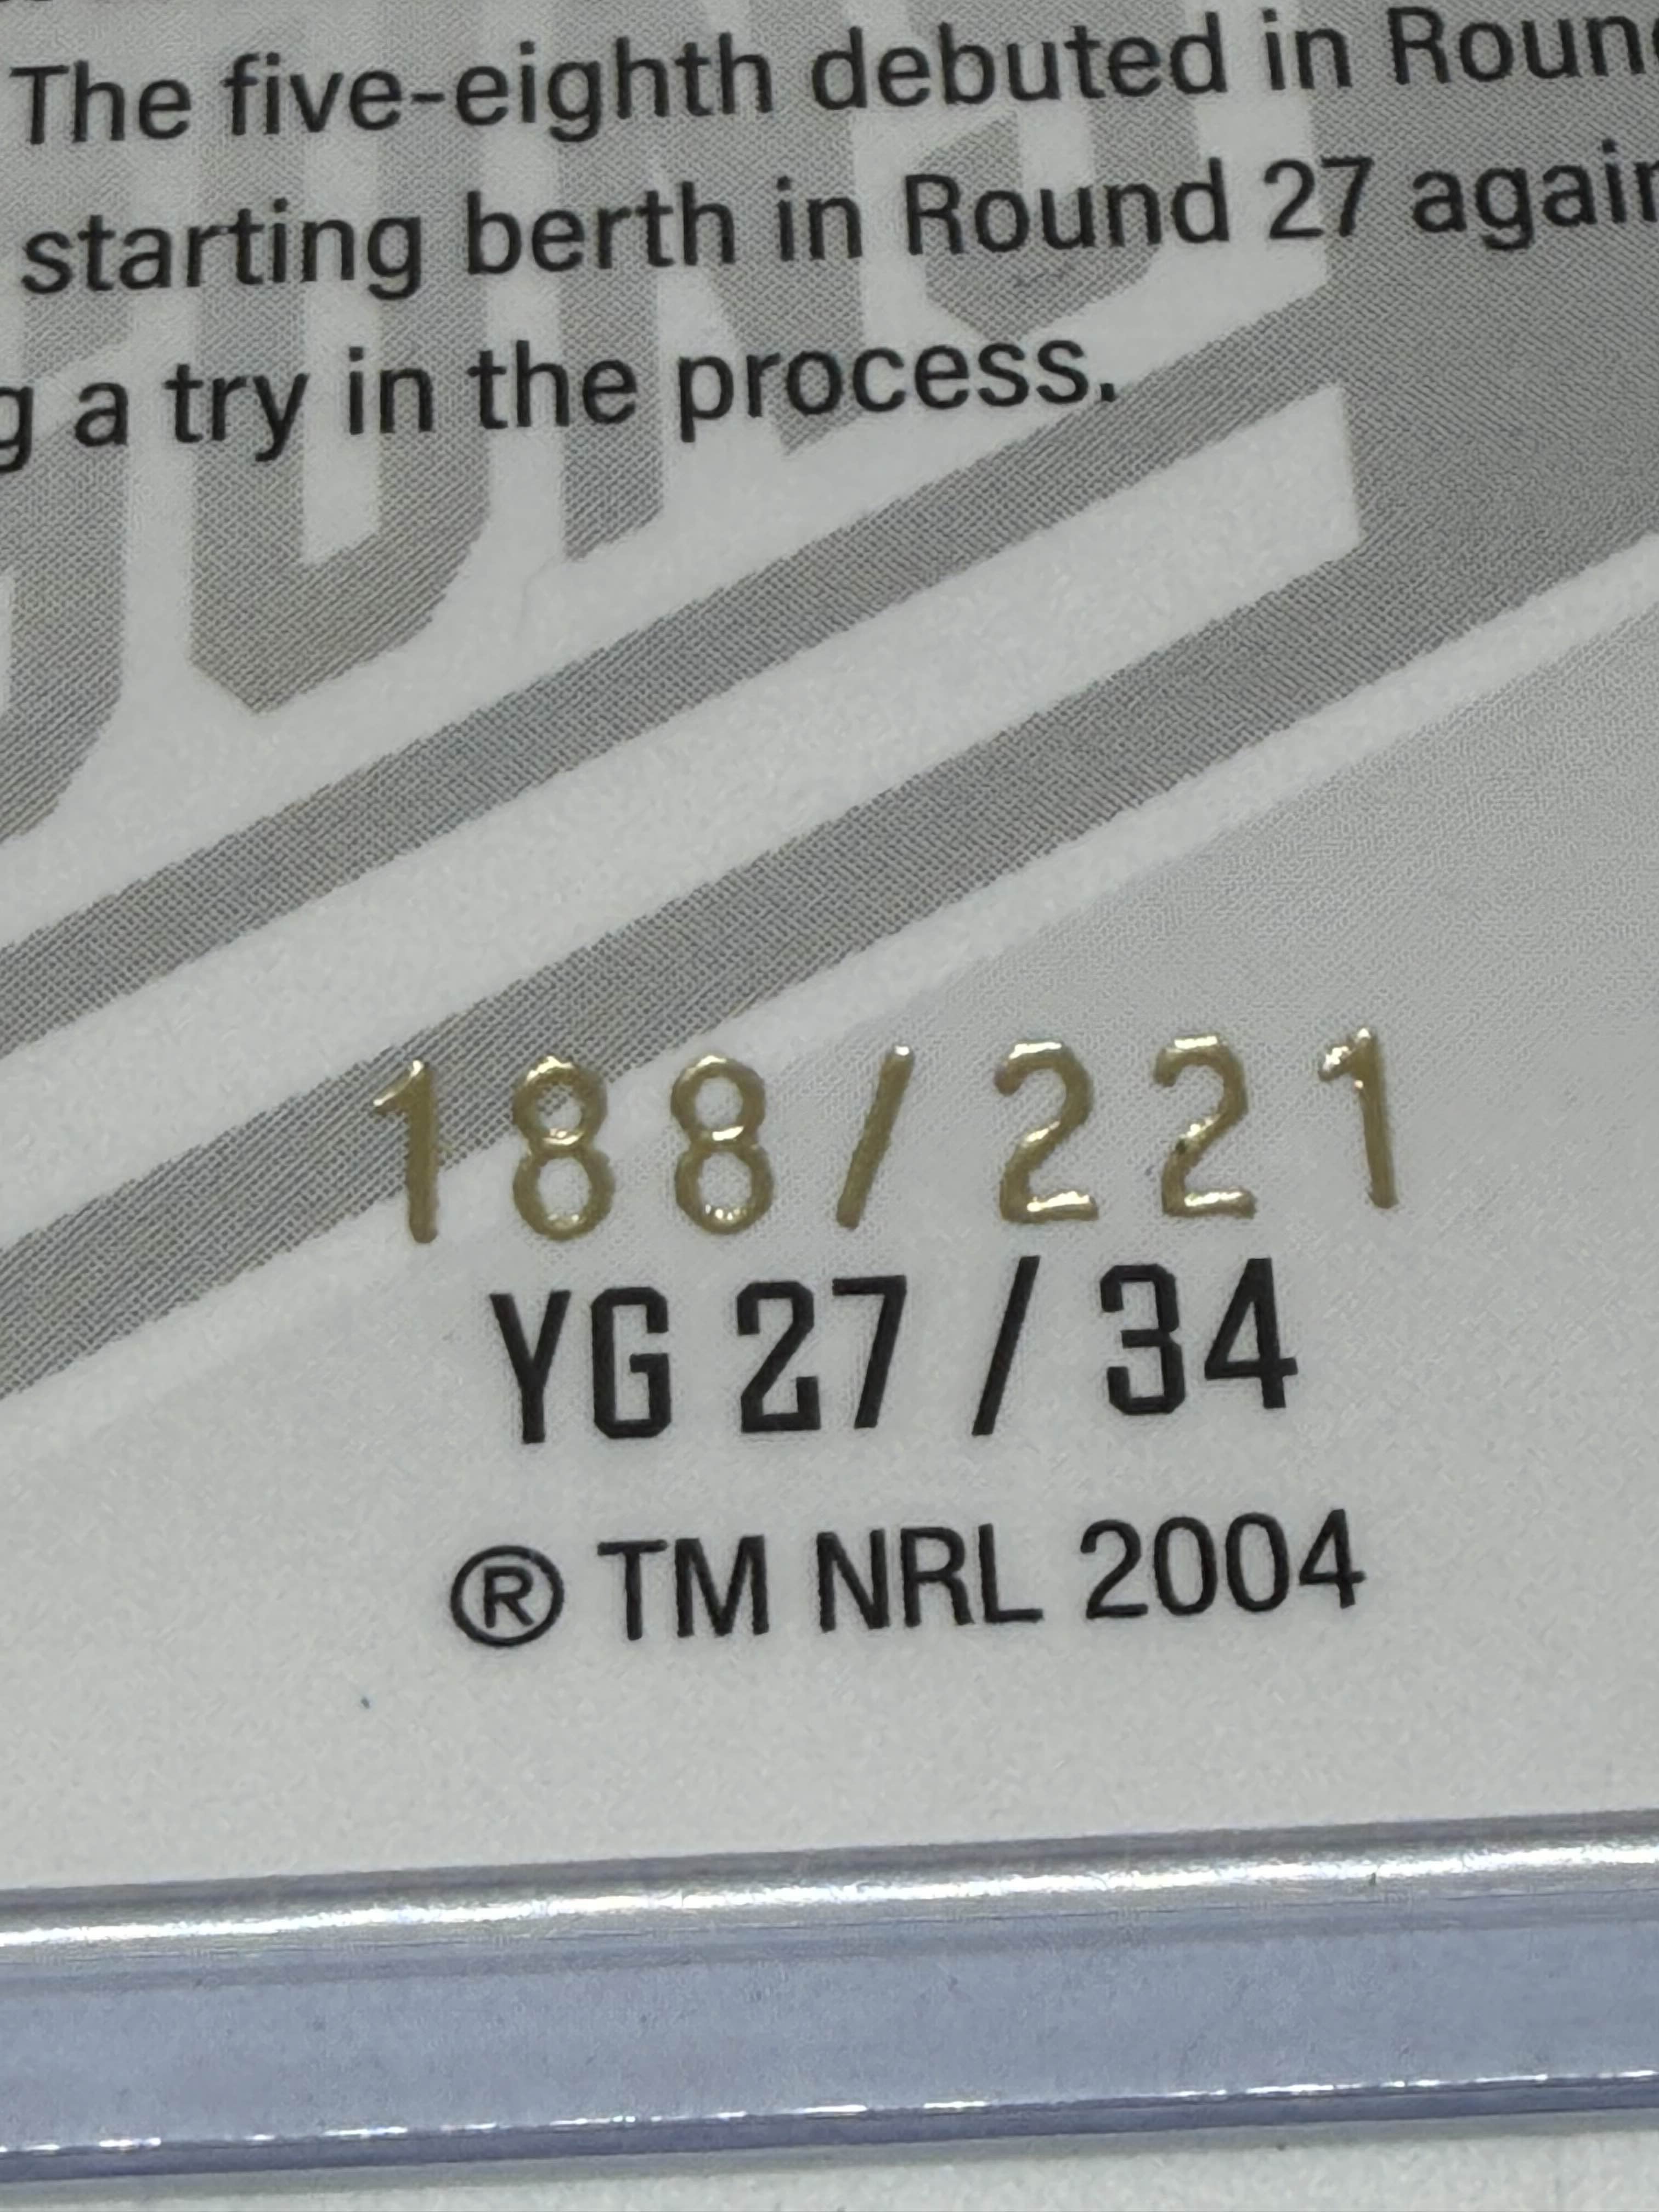 The five-eighth debuted in Roun
starting berth in Round 27 again
g a try in the process.
188/221
YG 27 / 34
® TM NRL 2004